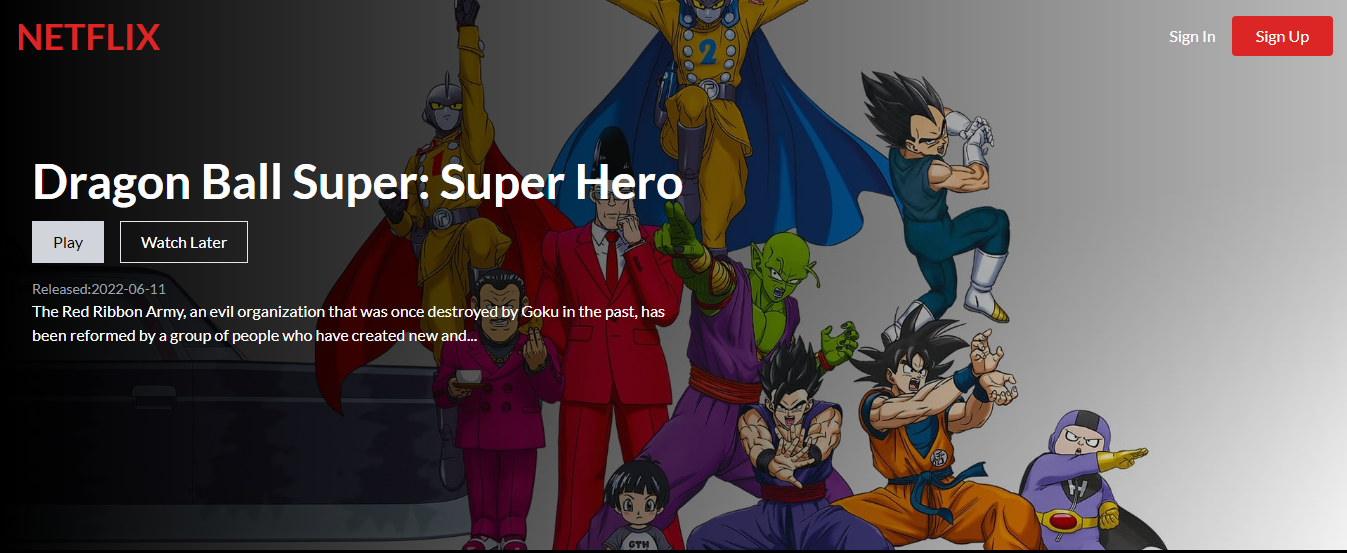 NETFLIX
Sign In
Sign Up
2
Dragon Ball Super: Super Hero
Play
Watch Later
Released:2022-06-11
The Red Ribbon Army, an evil organization that was once destroyed by Goku in the past, has
been reformed by a group of people who have created new and...
H
GTH